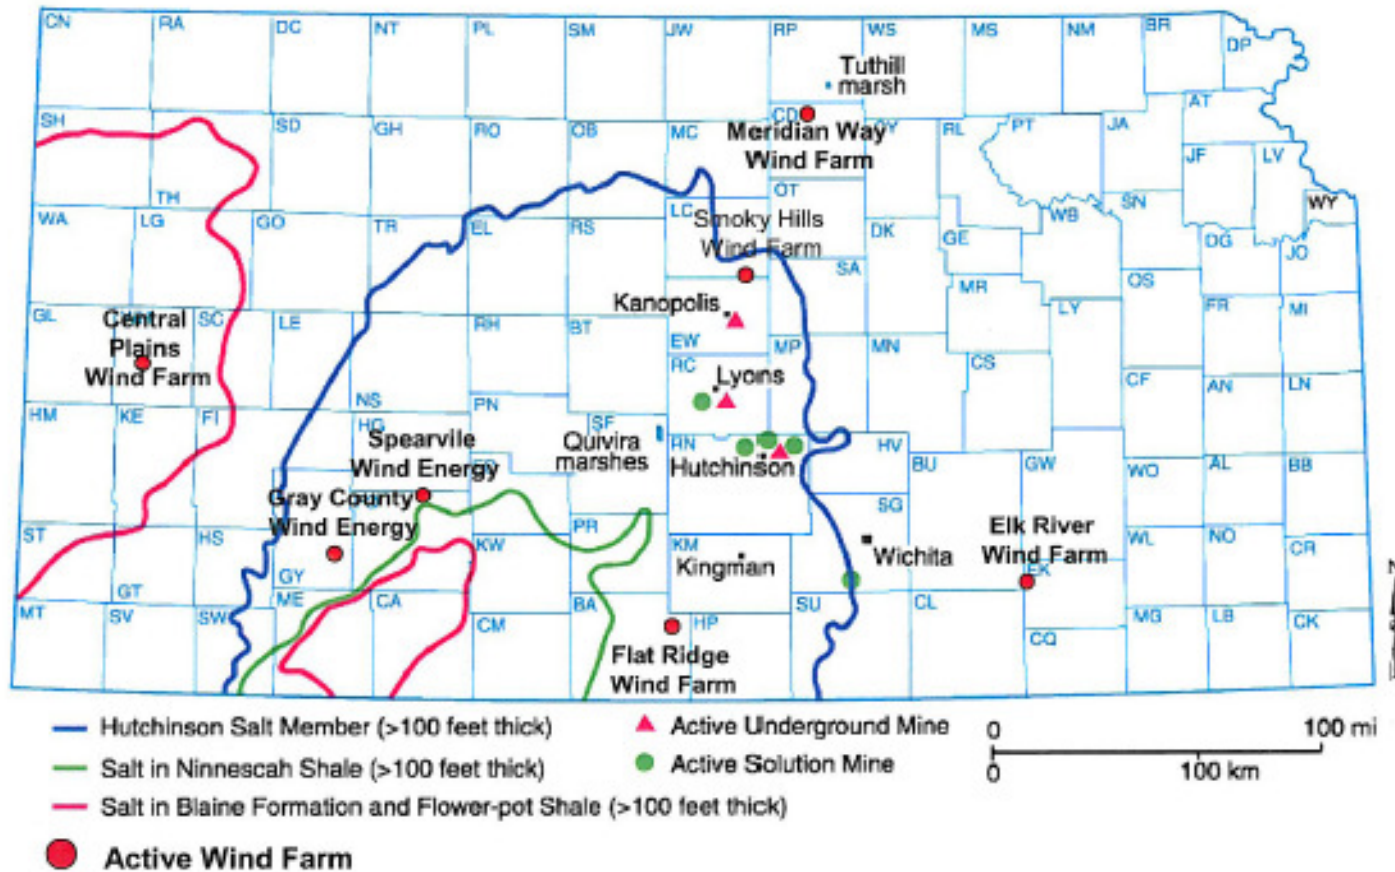 CN RA DC NT PL SM JW RP WS MS NM BR DP
Tuthill
marsh
SH SD GH RO OB MC CD RL PT JA AT
Meridian Way
Wind Farm
JF LV
TH OT SN WY
WA LG GO TR EL RS LC DK GE WB DG JO
Smoky Hills
Wind Farm
SA MR OS
Kanopolis
GL SC LE RH BT EW MP MN LY FR MI
Central
Plains
Wind Farm
RC CS CF AN LN
Lyons
HM KE FI NS PN SF HG
Spearvile
Wind Energy
Quivira
marshes
RN HV
Hutchinson
BU GW WO AL BB
Gray County
Wind Energy
SG
ST HS PR KM
Kingman
Wichita
Elk River
Wind Farm
WL NO CR
KW GY GT EK
MT SV SW ME CA CM BA HP SU CL CQ MG LB CK
Flat Ridge
Wind Farm
Hutchinson Salt Member (>100 feet thick)
Salt in Ninnescah Shale (>100 feet thick)
Salt in Blaine Formation and Flower-pot Shale (>100 feet thick)
Active Wind Farm
Active Underground Mine
Active Solution Mine
0 100 mi
0 100 km